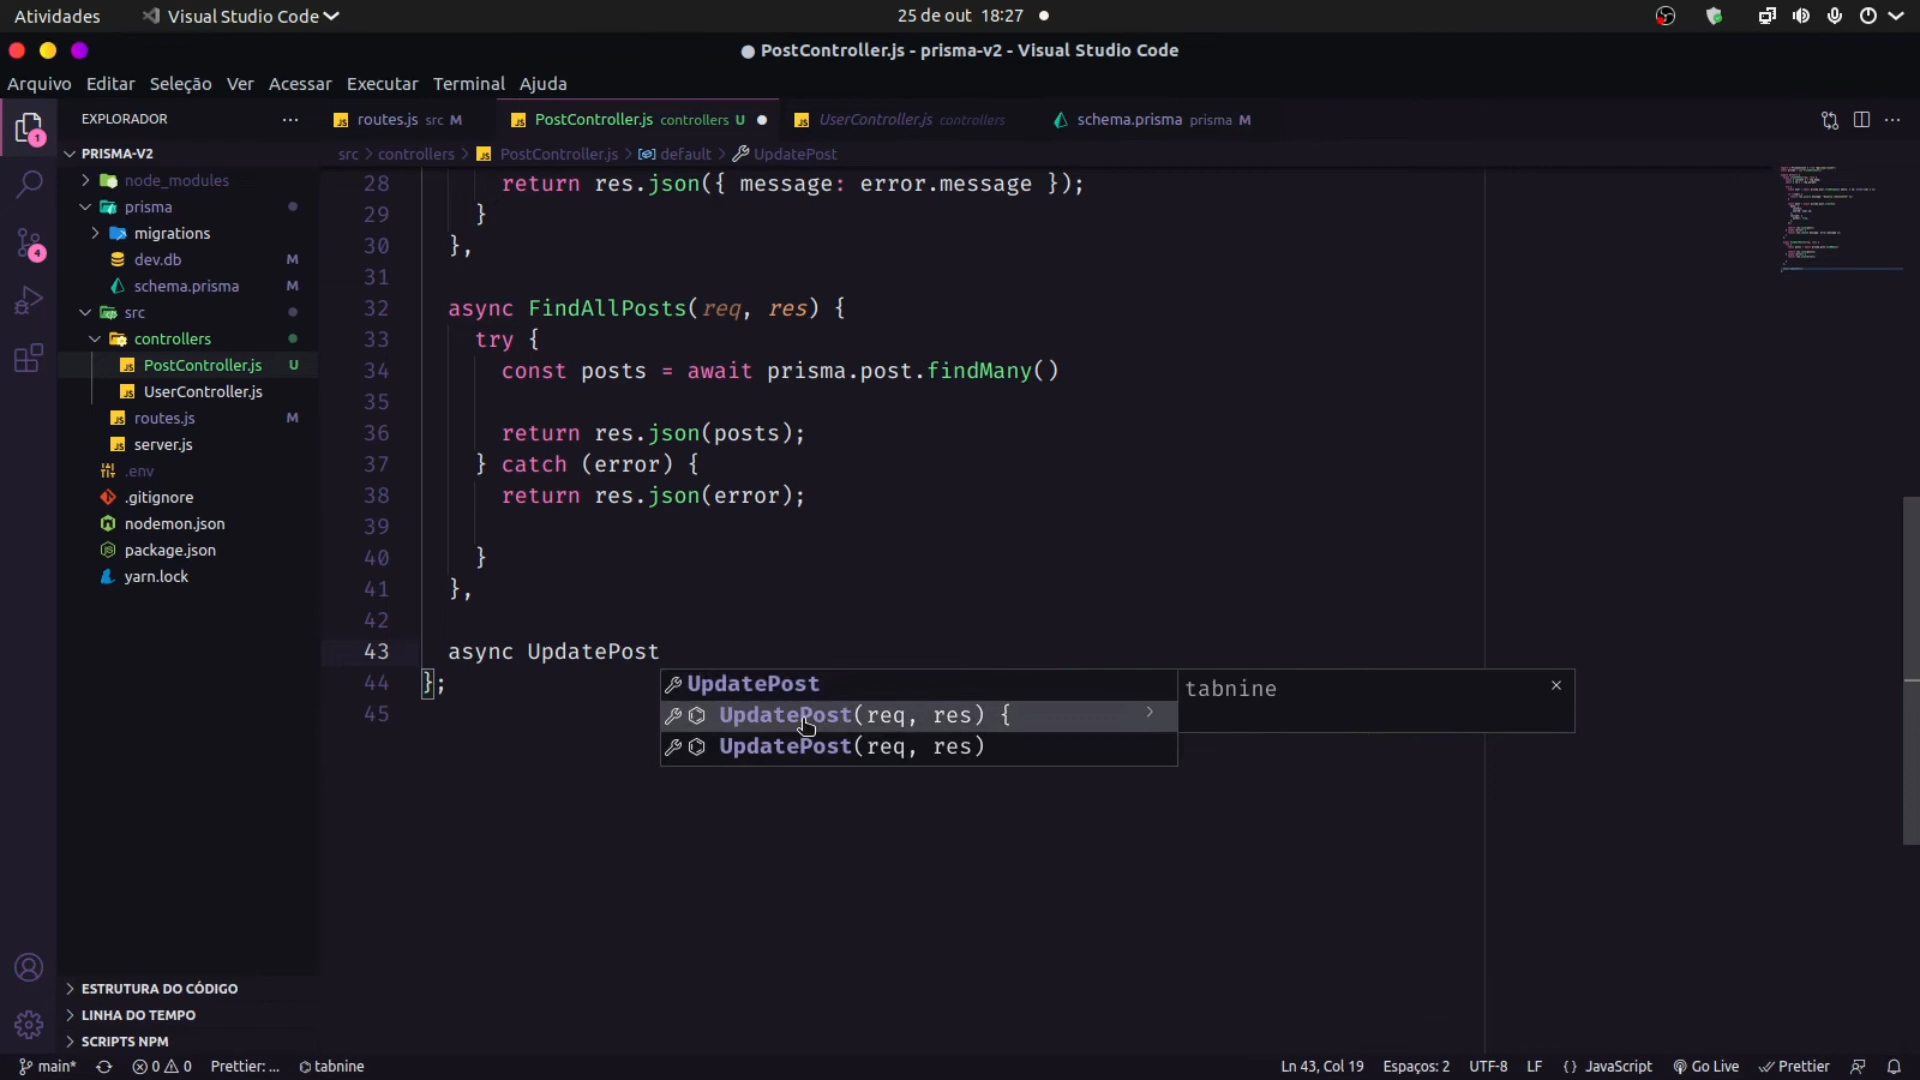 Atividades
Visual Studio Code
25 de out 18:27
PostController.js - prisma-v2 - Visual Studio Code
Arquivo Editar Seleção Ver Acessar Executar Terminal Ajuda
EXPLORADOR
routes.js src M
PostController.js controllers U
UserController.js controllers
schema.prisma prisma M
1
PRISMA-V2
src > controllers > PostController.js > default > UpdatePost
node_modules
prisma
migrations
dev.db M
schema.prisma M
src
controllers
PostController.js U
UserController.js
routes.js M
server.js
.env
.gitignore
nodemon.json
package.json
yarn.lock
4
28 return res.json({ message: error.message });
29 }
30 },
31
32 async FindAllPosts(req, res) {
33 try {
34 const posts = await prisma.post.findMany()
35
36 return res.json(posts);
37 } catch (error) {
38 return res.json(error);
39
40 }
41 },
42
43 async UpdatePost
44 };
45
UpdatePost
UpdatePost(req, res) {
UpdatePost(req, res)
tabnine
ESTRUTURA DO CÓDIGO
LINHA DO TEMPO
SCRIPTS NPM
main* 0 0 Prettier: ... tabnine
Ln 43, Col 19 Espaços: 2 UTF-8 LF {} JavaScript Go Live Prettier